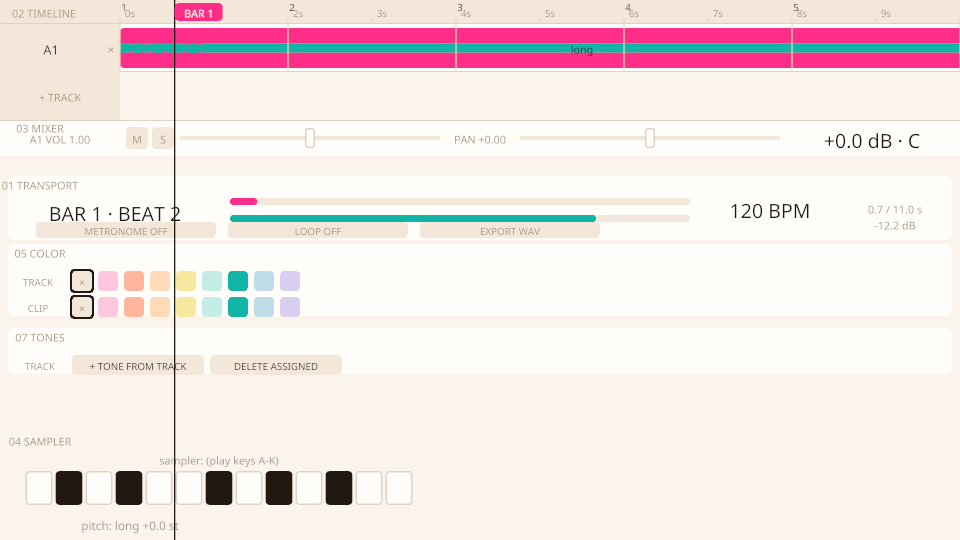 02 TIMELINE
1 2 3 4 5
0s BAR 1 2s 3s 4s 5s 6s 8s 9s
A1 × long
+ TRACK
03 MIXER
A1 VOL 1.00 M S PAN +0.00 +0.0 dB · C
01 TRANSPORT
BAR 1 · BEAT 2 120 BPM 0.7 / 11.0 s
-12.2 dB
METRONOME OFF LOOP OFF EXPORT WAV
05 COLOR
TRACK ×
CLIP ×
07 TONES
TRACK + TONE FROM TRACK DELETE ASSIGNED
04 SAMPLER
sampler: (play keys A-K)
pitch: long +0.0 st